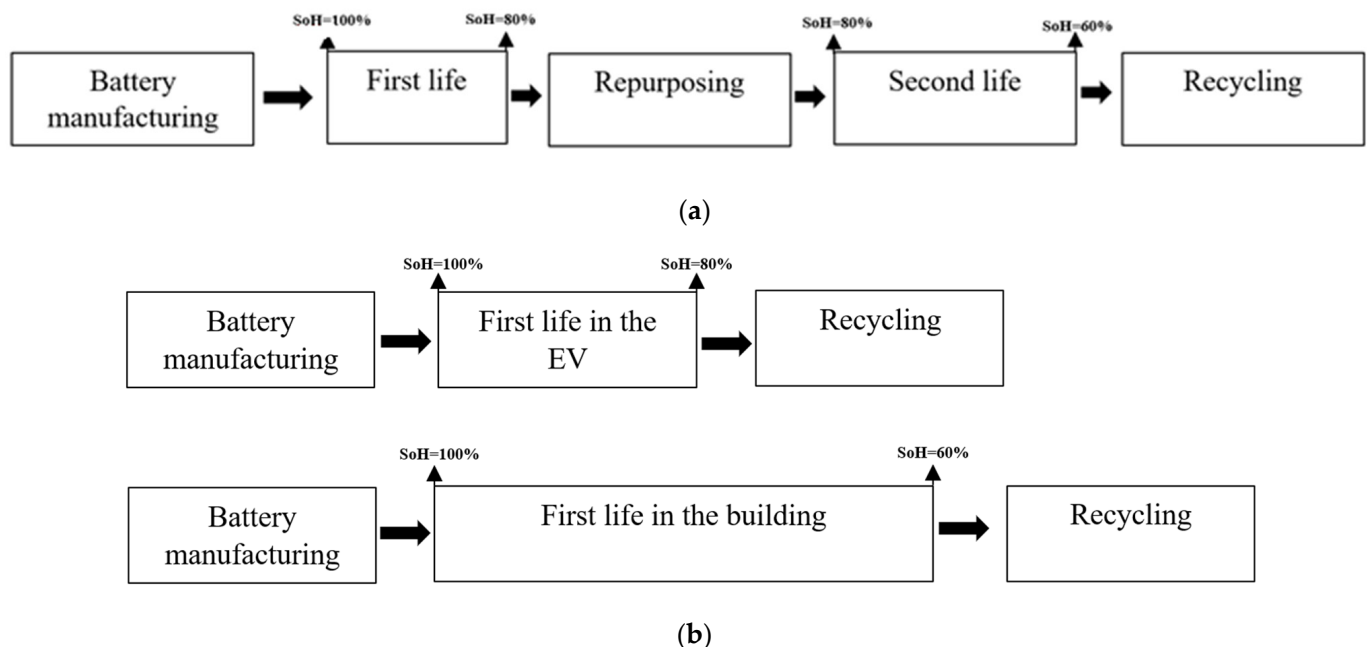 SoH=100%
SoH=80%
SoH=80%
SoH=60%
Battery
manufacturing
First life
Repurposing
Second life
Recycling
(a)
SoH=100%
SoH=80%
Battery
manufacturing
First life in the
EV
Recycling
SoH=100%
SoH=60%
Battery
manufacturing
First life in the building
Recycling
(b)